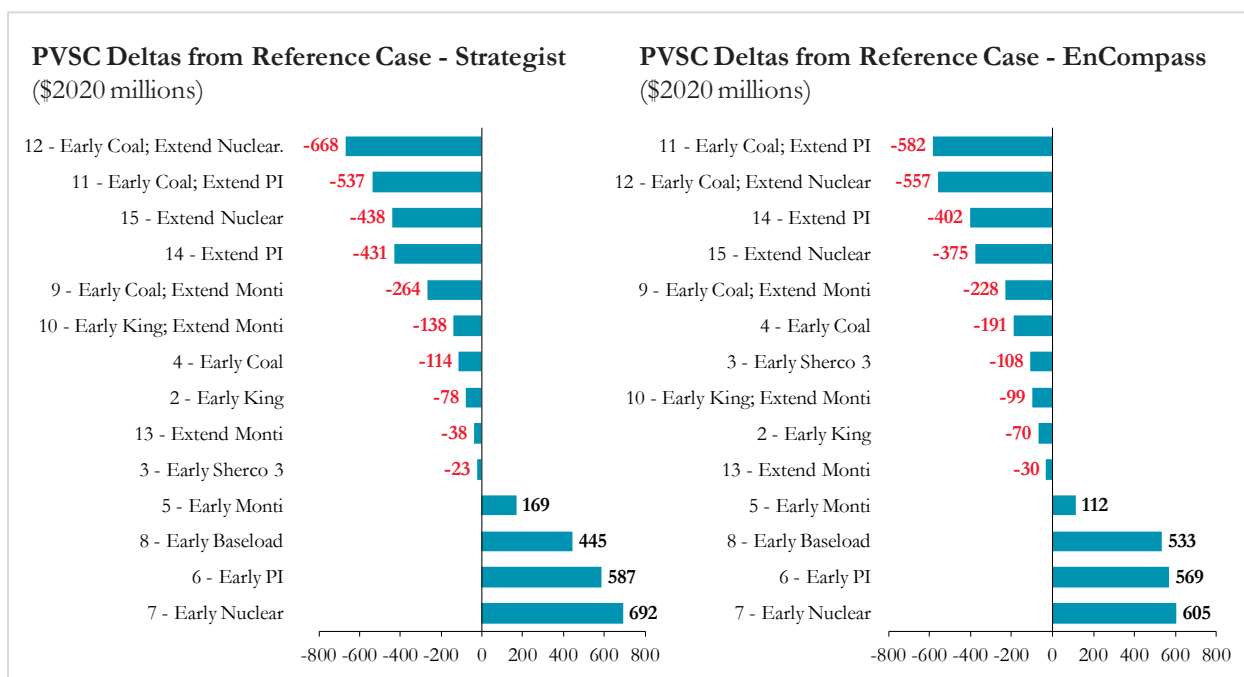 PVSC Deltas from Reference Case - Strategist
($2020 millions)
12 - Early Coal; Extend Nuclear. -668
11 - Early Coal; Extend PI -537
15 - Extend Nuclear -438
14 - Extend PI -431
9 - Early Coal; Extend Monti -264
10 - Early King; Extend Monti -138
4 - Early Coal -114
2 - Early King -78
13 - Extend Monti -38
3 - Early Sherco 3 -23
5 - Early Monti 169
8 - Early Baseload 445
6 - Early PI 587
7 - Early Nuclear 692
-800 -600 -400 -200 0 200 400 600 800
PVSC Deltas from Reference Case - EnCompass
($2020 millions)
11 - Early Coal; Extend PI -582
12 - Early Coal; Extend Nuclear -557
14 - Extend PI -402
15 - Extend Nuclear -375
9 - Early Coal; Extend Monti -228
4 - Early Coal -191
3 - Early Sherco 3 -108
10 - Early King; Extend Monti -99
2 - Early King -70
13 - Extend Monti -30
5 - Early Monti 112
8 - Early Baseload 533
6 - Early PI 569
7 - Early Nuclear 605
-800 -600 -400 -200 0 200 400 600 800